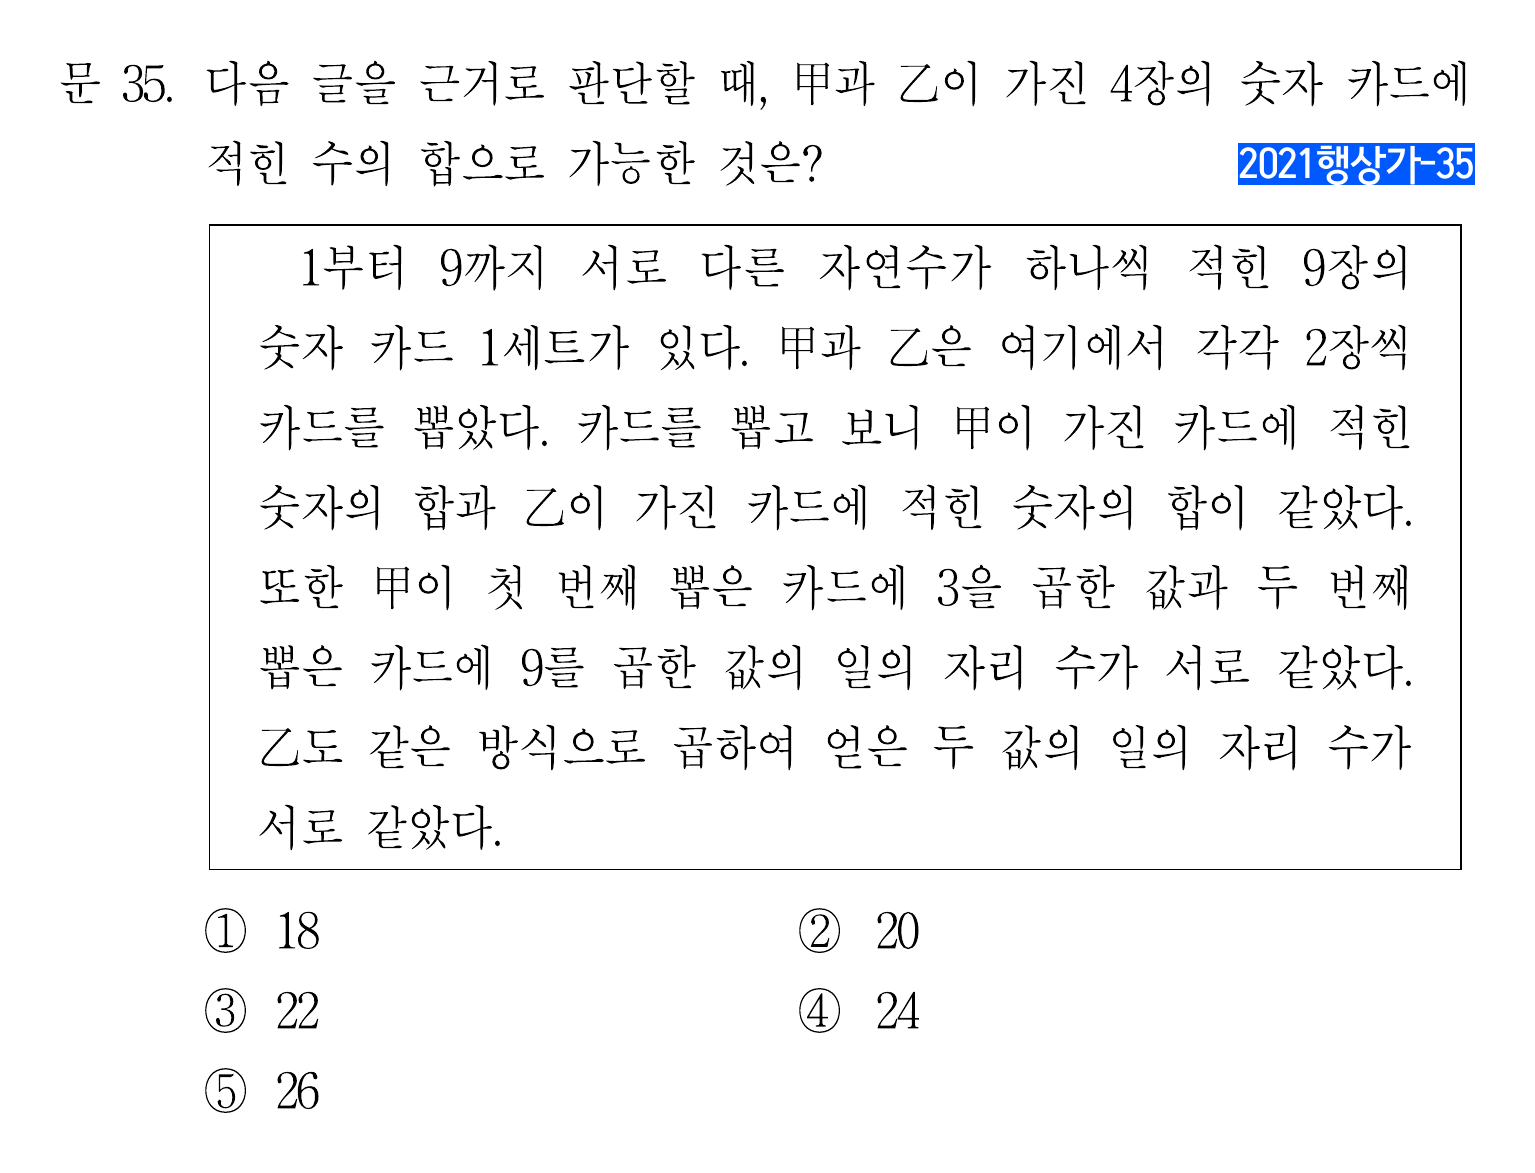 문 35. 다음 글을 근거로 판단할 때, 甲과 乙이 가진 4장의 숫자 카드에
적힌 수의 합으로 가능한 것은?
2021행상가-35
1부터 9까지 서로 다른 자연수가 하나씩 적힌 9장의
숫자 카드 1세트가 있다. 甲과 乙은 여기에서 각각 2장씩
카드를 뽑았다. 카드를 뽑고 보니 甲이 가진 카드에 적힌
숫자의 합과 乙이 가진 카드에 적힌 숫자의 합이 같았다.
또한 甲이 첫 번째 뽑은 카드에 3을 곱한 값과 두 번째
뽑은 카드에 9를 곱한 값의 일의 자리 수가 서로 같았다.
乙도 같은 방식으로 곱하여 얻은 두 값의 일의 자리 수가
서로 같았다.
① 18 ② 20
③ 22 ④ 24
⑤ 26